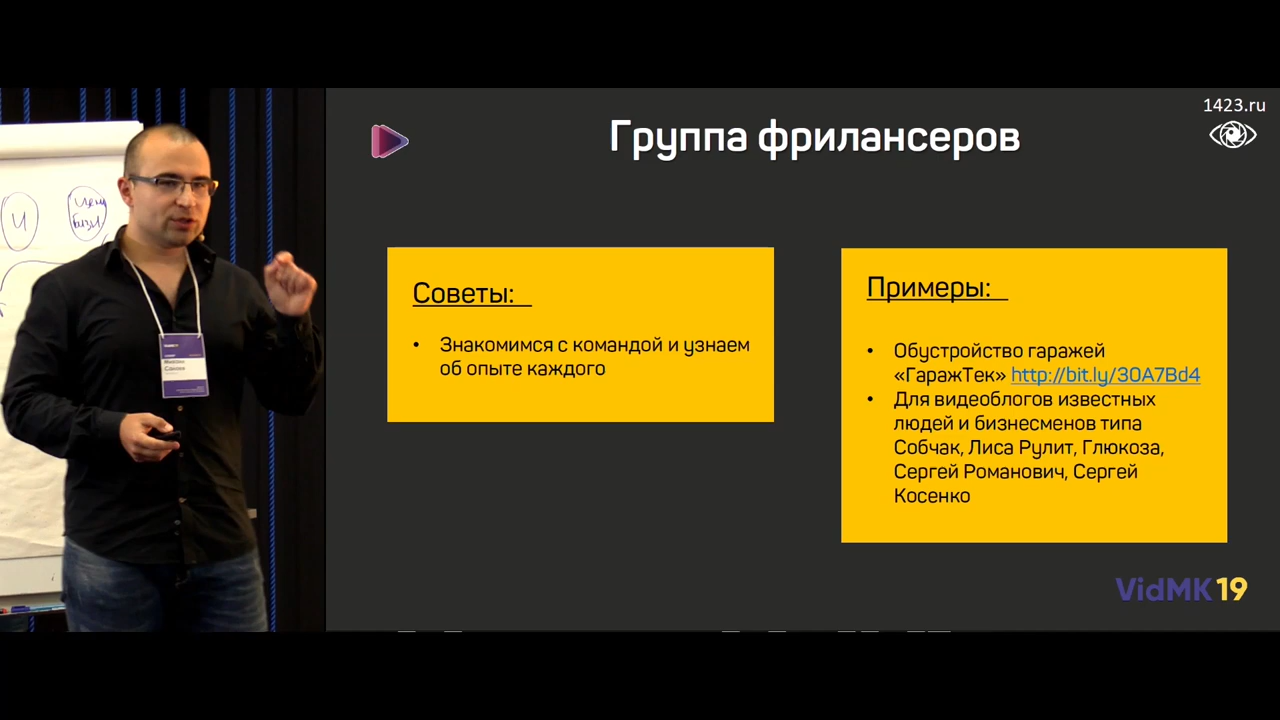 1423.ru
Группа фрилансеров
Советы:
• Знакомимся с командой и узнаем
об опыте каждого
Примеры:
• Обустройство гаражей
«ГаражТек» http://bit.ly/3OA7Bd4
• Для видеоблогов известных
людей и бизнесменов типа
Собчак, Лиса Рулит, Глюкоза,
Сергей Романович, Сергей
Косенко
VidMK19